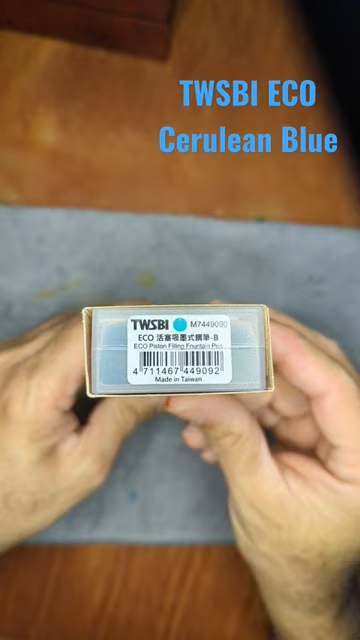 TWSBI ECO
Cerulean Blue
TWSBI M7449090
ECO 活塞吸墨式鋼筆-B
ECO Piston Filling Fountain Pen
4 711467 449092
Made in Taiwan